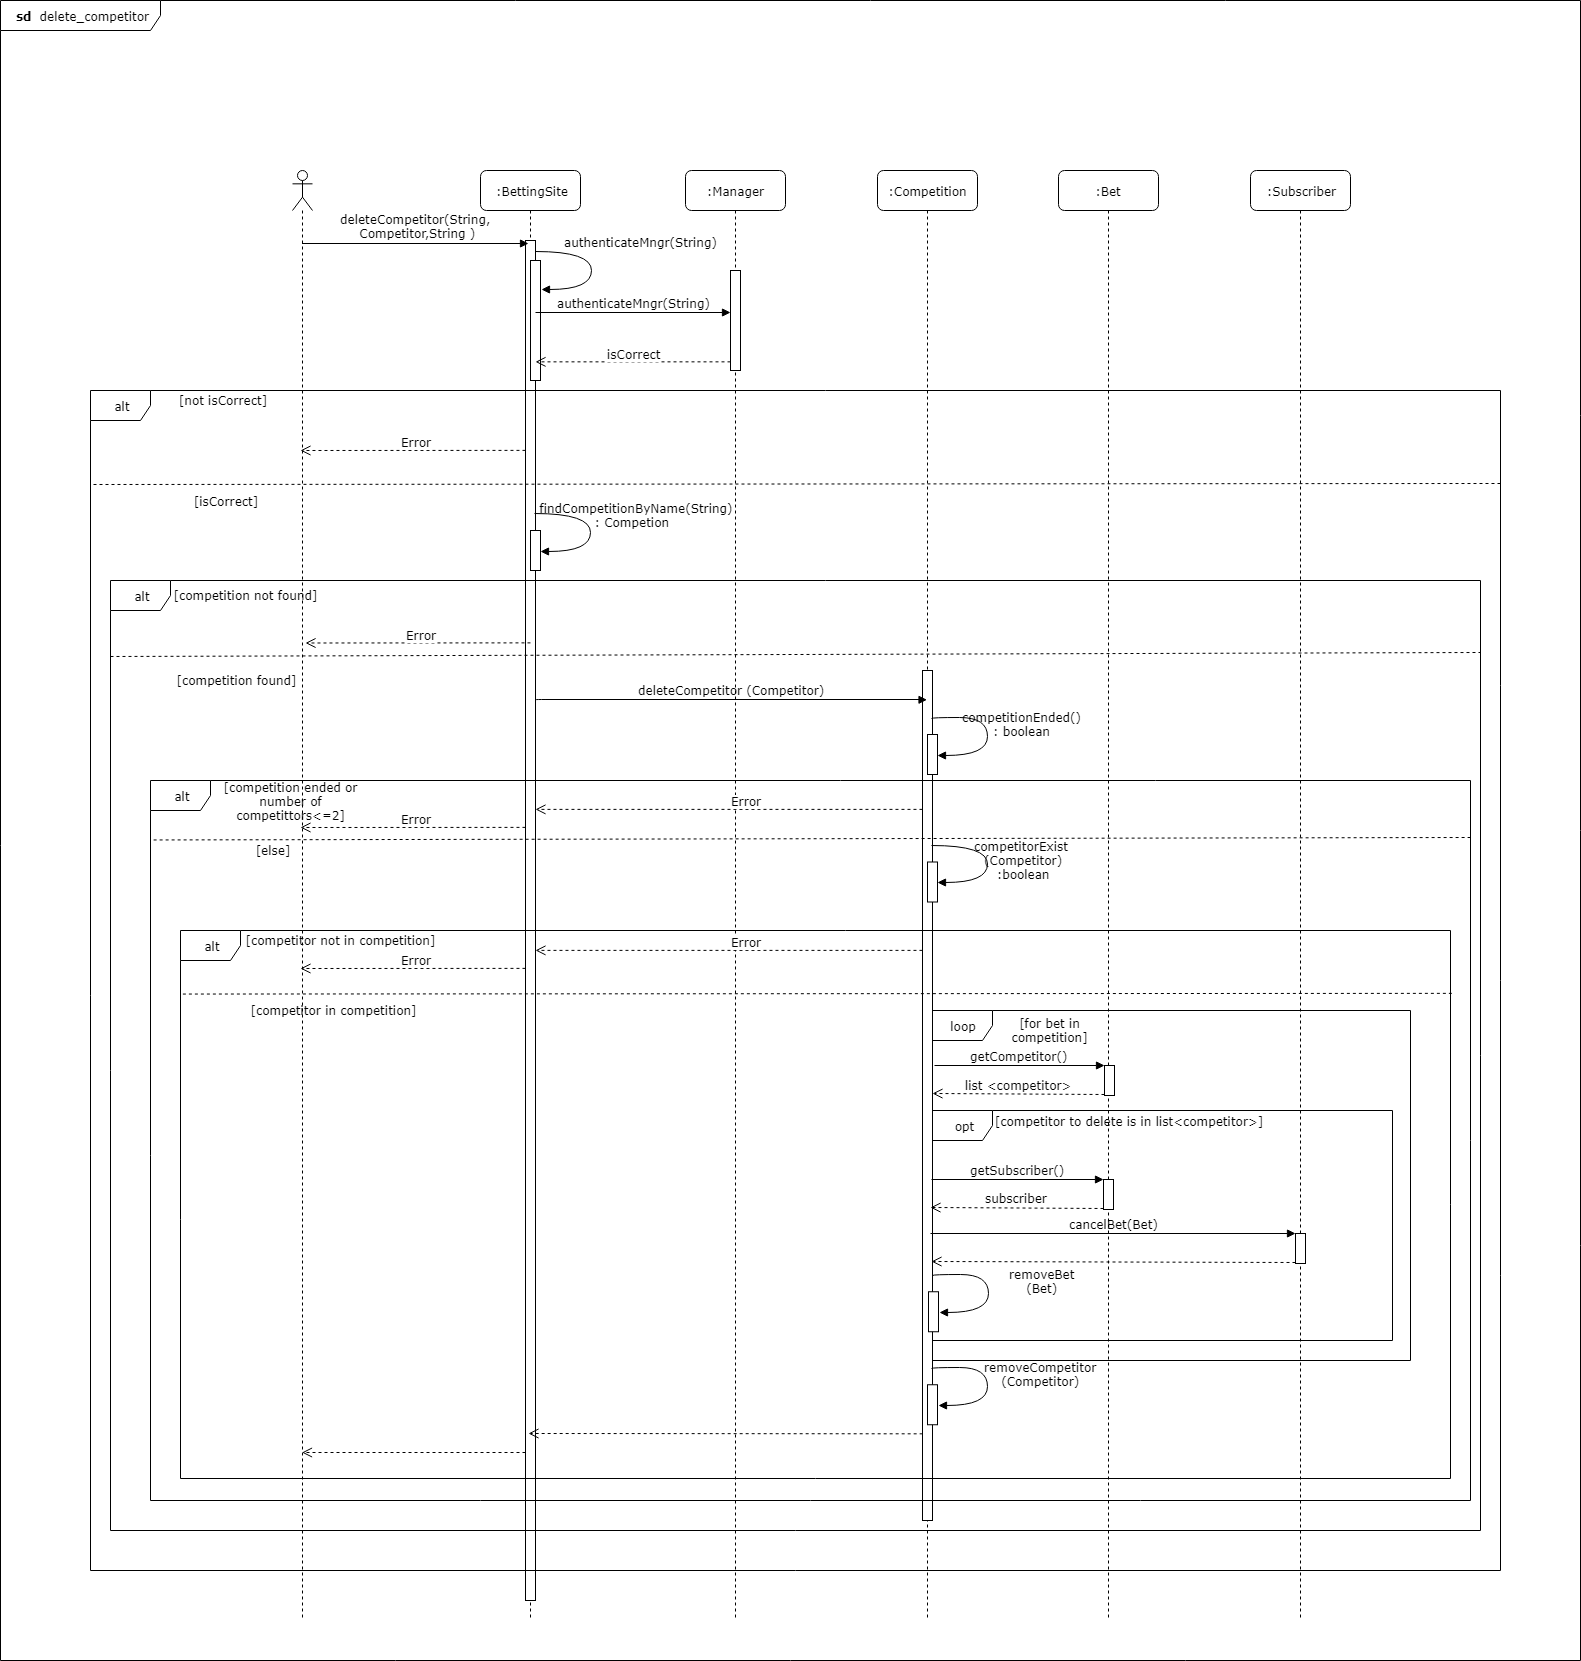 sd delete_competitor
:BettingSite
:Manager
:Competition
:Bet
:Subscriber
deleteCompetitor(String,
Competitor,String )
authenticateMngr(String)
authenticateMngr(String)
isCorrect
alt
[not isCorrect]
Error
[isCorrect]
findCompetitionByName(String)
: Competion
alt
[competition not found]
Error
[competition found]
deleteCompetitor (Competitor)
competitionEnded()
: boolean
alt
[competition ended or
number of
competittors<=2]
Error
Error
[else]
competitorExist
(Competitor)
:boolean
alt
[competitor not in competition]
Error
Error
[competitor in competition]
loop
[for bet in
competition]
getCompetitor()
list <competitor>
opt
[competitor to delete is in list<competitor>]
getSubscriber()
subscriber
cancelBet(Bet)
removeBet
(Bet)
removeCompetitor
(Competitor)